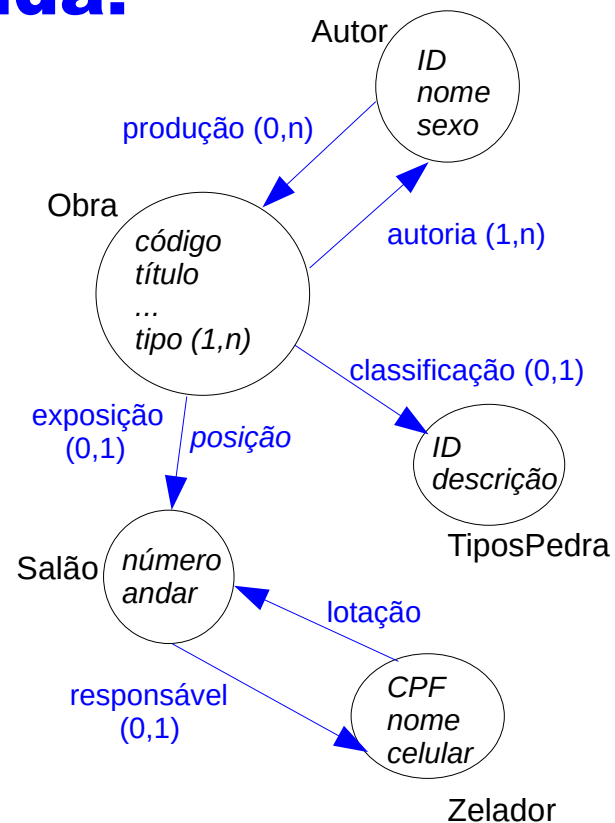 Autor
ID
nome
sexo
produção (0,n)
Obra
autoria (1,n)
código
título
...
tipo (1,n)
classificação (0,1)
exposição
(0,1)
posição
ID
descrição
TiposPedra
Salão
número
andar
lotação
responsável
(0,1)
CPF
nome
celular
Zelador